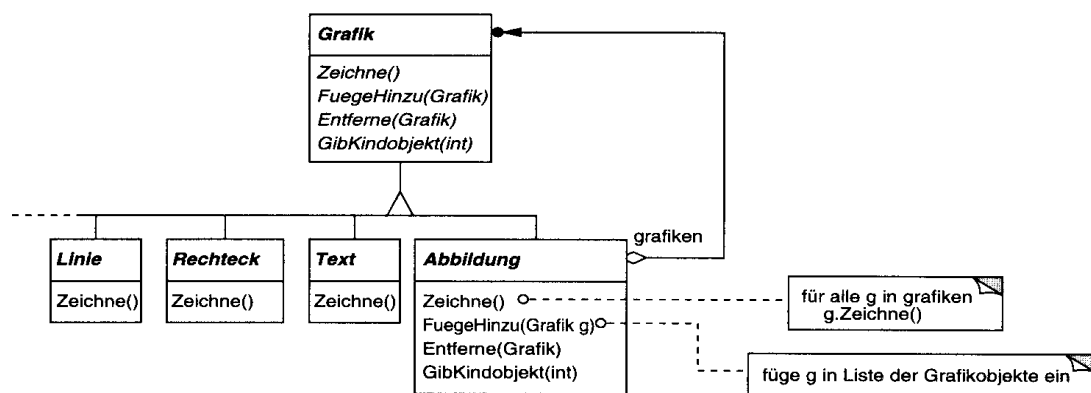 Grafik
Zeichne()
FuegeHinzu(Grafik)
Entferne(Grafik)
GibKindobjekt(int)
grafiken
Linie
Zeichne()
Rechteck
Zeichne()
Text
Zeichne()
Abbildung
Zeichne()
FuegeHinzu(Grafik g)
Entferne(Grafik)
GibKindobjekt(int)
für alle g in grafiken
g.Zeichne()
füge g in Liste der Grafikobjekte ein